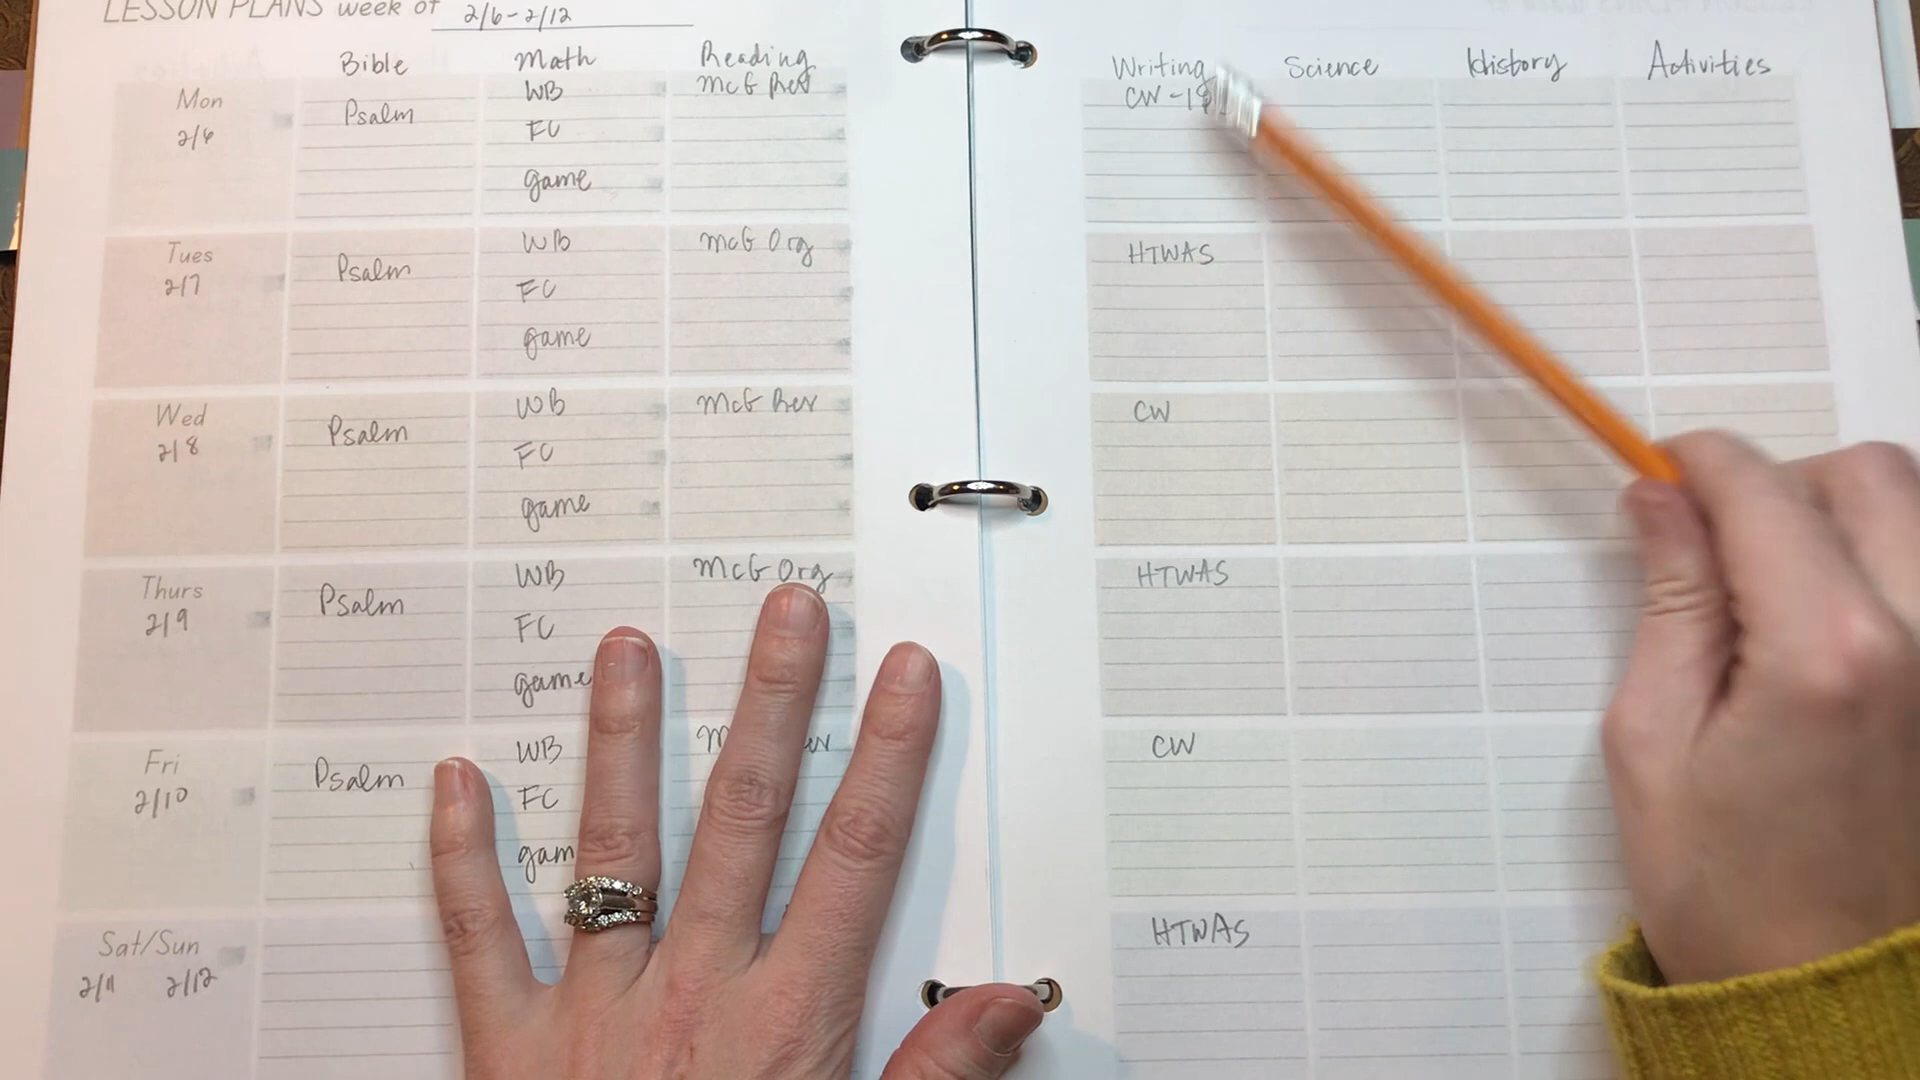 LESSON PLANS week of 2/6-2/12
Bible Math Reading Writing Science History Activities
Mon
2/6
Psalm
WB
FC
game
McG Rev
CW -18
Tues
2/7
Psalm
WB
FC
game
McG Org
HTWAS
Wed
2/8
Psalm
WB
FC
game
McG Rev
CW
Thurs
2/9
Psalm
WB
FC
game
McG Org
HTWAS
Fri
2/10
Psalm
WB
FC
gam
CW
Sat/Sun
2/11 2/12
HTWAS